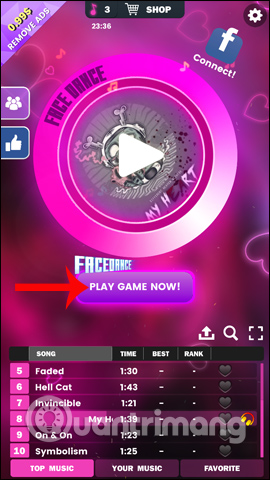 0,99$
REMOVE ADS
3
SHOP
23:36
Connect!
FACE DANCE
MY HEART
FACEDANCE
PLAY GAME NOW!
SONG TIME BEST RANK
5 Faded 1:30 - -
6 Hell Cat 1:43 - -
7 Invincible 1:21 - -
8 My H 1:39 - -
9 On & On 1:23 - -
10 Symbolism 1:25 - -
Quantrimang
TOP MUSIC YOUR MUSIC FAVORITE